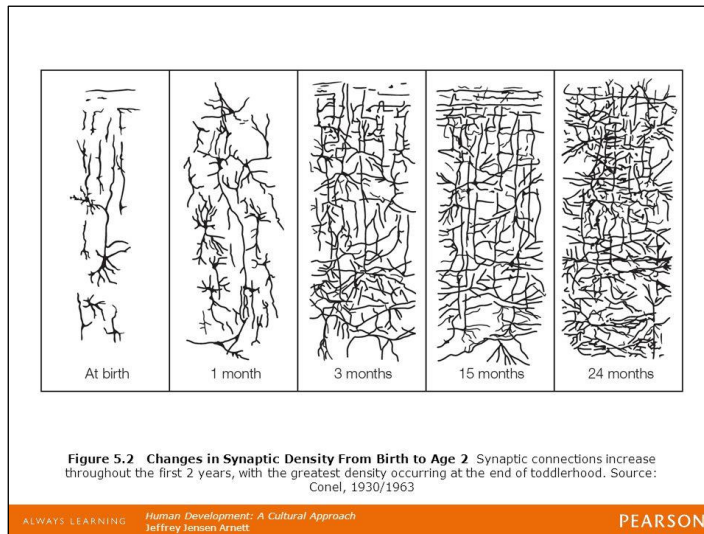 At birth
1 month
3 months
15 months
24 months
Figure 5.2 Changes in Synaptic Density From Birth to Age 2 Synaptic connections increase
throughout the first 2 years, with the greatest density occurring at the end of toddlerhood. Source:
Conel, 1930/1963
ALWAYS LEARNING
Human Development: A Cultural Approach
Jeffrey Jensen Arnett
PEARSON